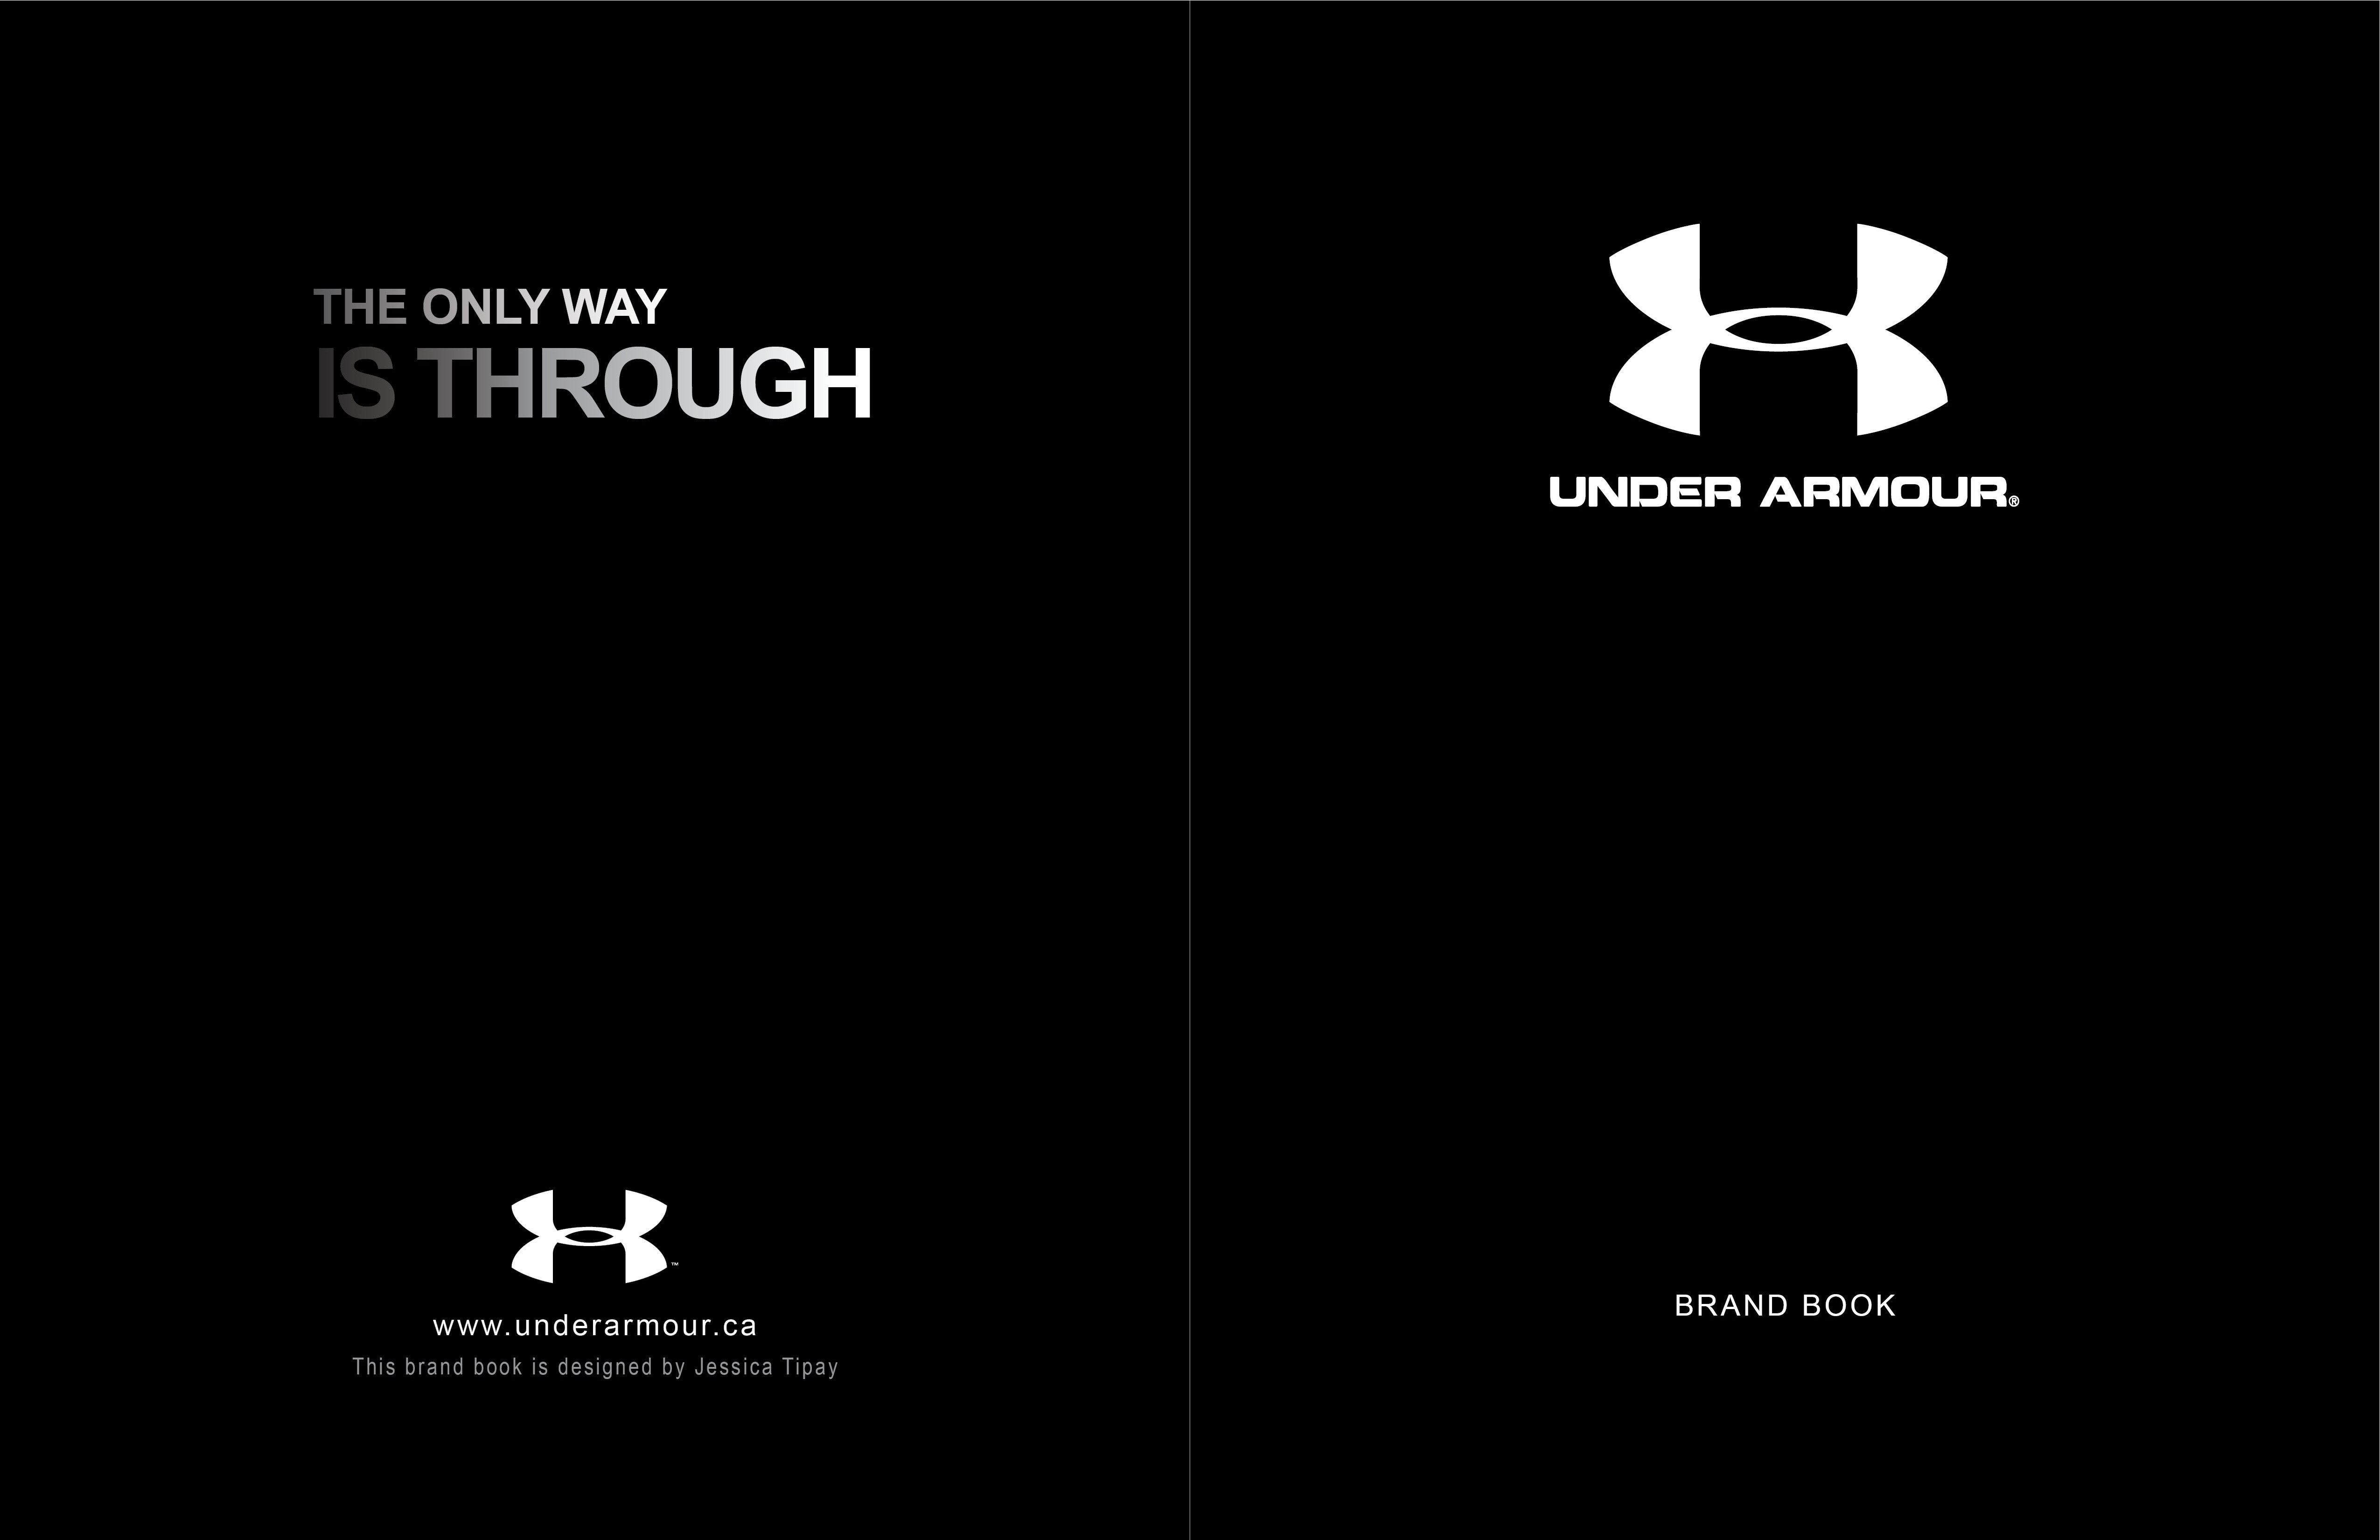 THE ONLY WAY
IS THROUGH
™
www.underarmour.ca
This brand book is designed by Jessica Tipay
UNDER ARMOUR®
BRAND BOOK